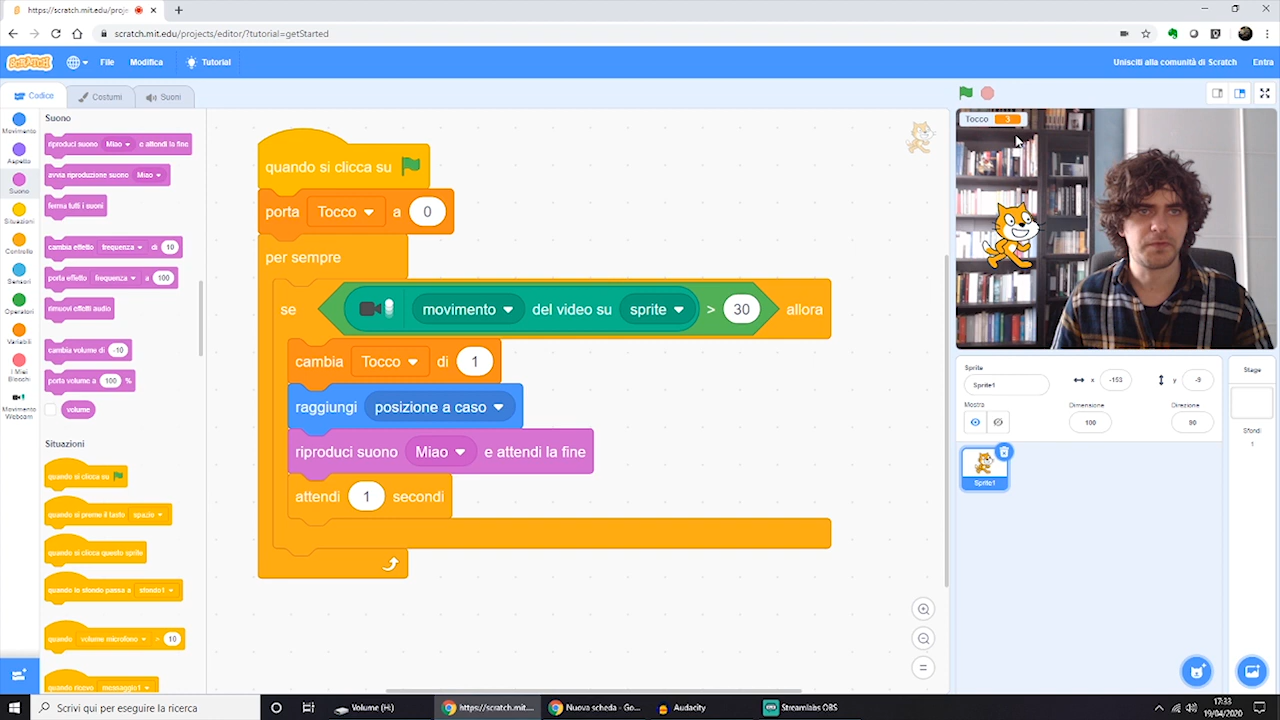 https://scratch.mit.edu/proje
scratch.mit.edu/projects/editor/?tutorial=getStarted
SCRATCH
File
Modifica
Tutorial
Unisciti alla comunità di Scratch
Entra
Codice
Costumi
Suoni
Movimento
Aspetto
Suono
Situazioni
Controllo
Sensori
Operatori
Variabili
I Miei Blocchi
Movimento Webcam
Suono
riproduci suono Miao e attendi la fine
avvia riproduzione suono Miao
ferma tutti i suoni
cambia effetto frequenza di 10
porta effetto frequenza a 100
rimuovi effetti audio
cambia volume di -10
porta volume a 100 %
volume
Situazioni
quando si clicca su
quando si preme il tasto spazio
quando si clicca questo sprite
quando lo sfondo passa a sfondo1
quando volume microfono > 10
quando ricevo messaggio1
quando si clicca su
porta Tocco a 0
per sempre
se movimento del video su sprite > 30 allora
cambia Tocco di 1
raggiungi posizione a caso
riproduci suono Miao e attendi la fine
attendi 1 secondi
Tocco 3
Sprite
Sprite1
x -153
y -9
Mostra
Dimensione
100
Direzione
90
Sprite1
Stage
Sfondi
1
Scrivi qui per eseguire la ricerca
Volume (H:)
https://scratch.mit...
Nuova scheda - Go...
Audacity
Streamlabs OBS
17:33
19/04/2020